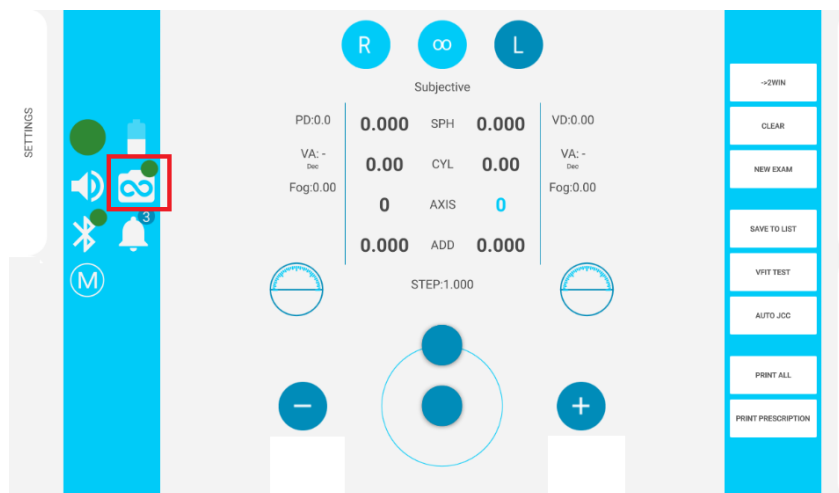 SETTINGS
3
M
R ∞ L
Subjective
PD:0.0 0.000 SPH 0.000 VD:0.00
VA: - 0.00 CYL 0.00 VA: -
Dec Dec
Fog:0.00 Fog:0.00
0 AXIS 0
0.000 ADD 0.000
STEP:1.000
− +
->2WIN
CLEAR
NEW EXAM
SAVE TO LIST
VFIT TEST
AUTO JCC
PRINT ALL
PRINT PRESCRIPTION